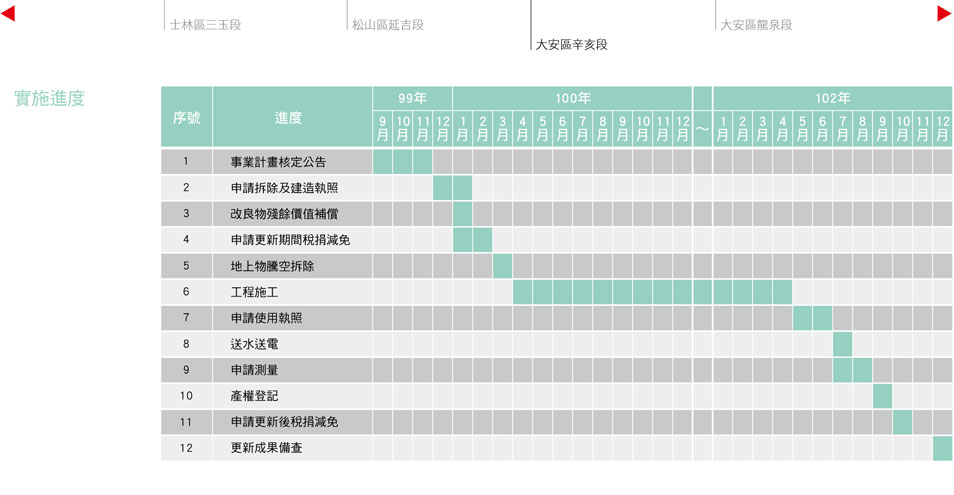 士林區三玉段 松山區延吉段 大安區辛亥段 大安區龍泉段
實施進度
序號 進度 99年 100年 ～ 102年
9月 10月 11月 12月 1月 2月 3月 4月 5月 6月 7月 8月 9月 10月 11月 12月 1月 2月 3月 4月 5月 6月 7月 8月 9月 10月 11月 12月
1 事業計畫核定公告
2 申請拆除及建造執照
3 改良物殘餘價值補償
4 申請更新期間稅捐減免
5 地上物騰空拆除
6 工程施工
7 申請使用執照
8 送水送電
9 申請測量
10 產權登記
11 申請更新後稅捐減免
12 更新成果備查